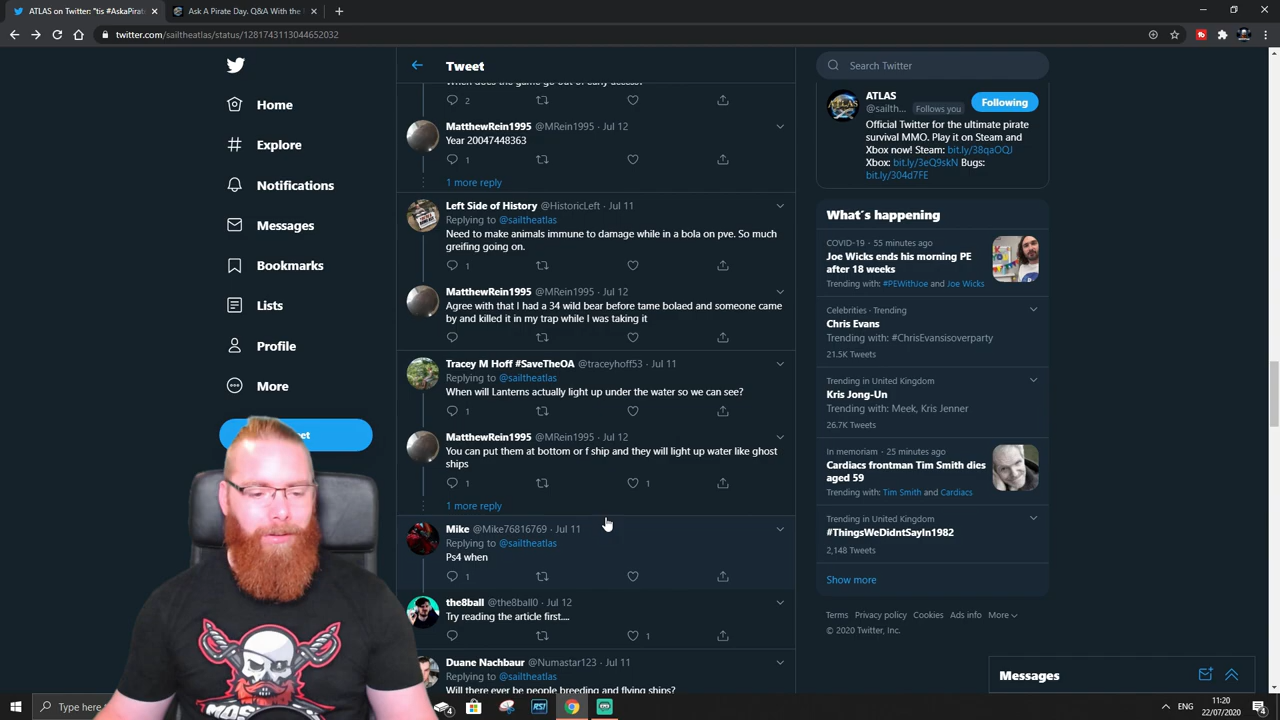 ATLAS on Twitter: "'tis #AskaPirat
Ask A Pirate Day, Q&A With the
twitter.com/sailtheatlas/status/1281743113044652032
Home
Explore
Notifications
Messages
Bookmarks
Lists
Profile
More
Tweet
2
MatthewRein1995 @MRein1995 · Jul 12
Year 20047448363
1
1 more reply
Left Side of History @HistoricLeft · Jul 11
Replying to @sailtheatlas
Need to make animals immune to damage while in a bola on pve. So much
greifing going on.
1
MatthewRein1995 @MRein1995 · Jul 12
Agree with that I had a 34 wild bear before tame bolaed and someone came
by and killed it in my trap while I was taking it
Tracey M Hoff #SaveTheOA @traceyhoff53 · Jul 11
Replying to @sailtheatlas
When will Lanterns actually light up under the water so we can see?
1
MatthewRein1995 @MRein1995 · Jul 12
You can put them at bottom or f ship and they will light up water like ghost
ships
1 1
1 more reply
Mike @Mike76816769 · Jul 11
Replying to @sailtheatlas
Ps4 when
1
the8ball @the8ball0 · Jul 12
Try reading the article first....
1
Duane Nachbaur @Numastar123 · Jul 11
Replying to @sailtheatlas
Will there ever be people breeding and flying ships?
Search Twitter
ATLAS
@sailth... Follows you
Following
Official Twitter for the ultimate pirate
survival MMO. Play it on Steam and
Xbox now! Steam: bit.ly/38qaOQJ
Xbox: bit.ly/3eQ9skN Bugs:
bit.ly/304d7FE
What's happening
COVID-19 · 55 minutes ago
Joe Wicks ends his morning PE
after 18 weeks
Trending with: #PEWithJoe and Joe Wicks
Celebrities · Trending
Chris Evans
Trending with: #ChrisEvansisoverparty
21.5K Tweets
Trending in United Kingdom
Kris Jong-Un
Trending with: Meek, Kris Jenner
26.7K Tweets
In memoriam
Cardiacs frontman Tim Smith dies
aged 59
Trending with: Tim Smith and Cardiacs
Trending in United Kingdom
#ThingsWeDidntSayIn1982
2,148 Tweets
Show more
Terms Privacy policy Cookies Ads info More
© 2020 Twitter, Inc.
Messages
Type here
ENG
11:20
22/07/2020